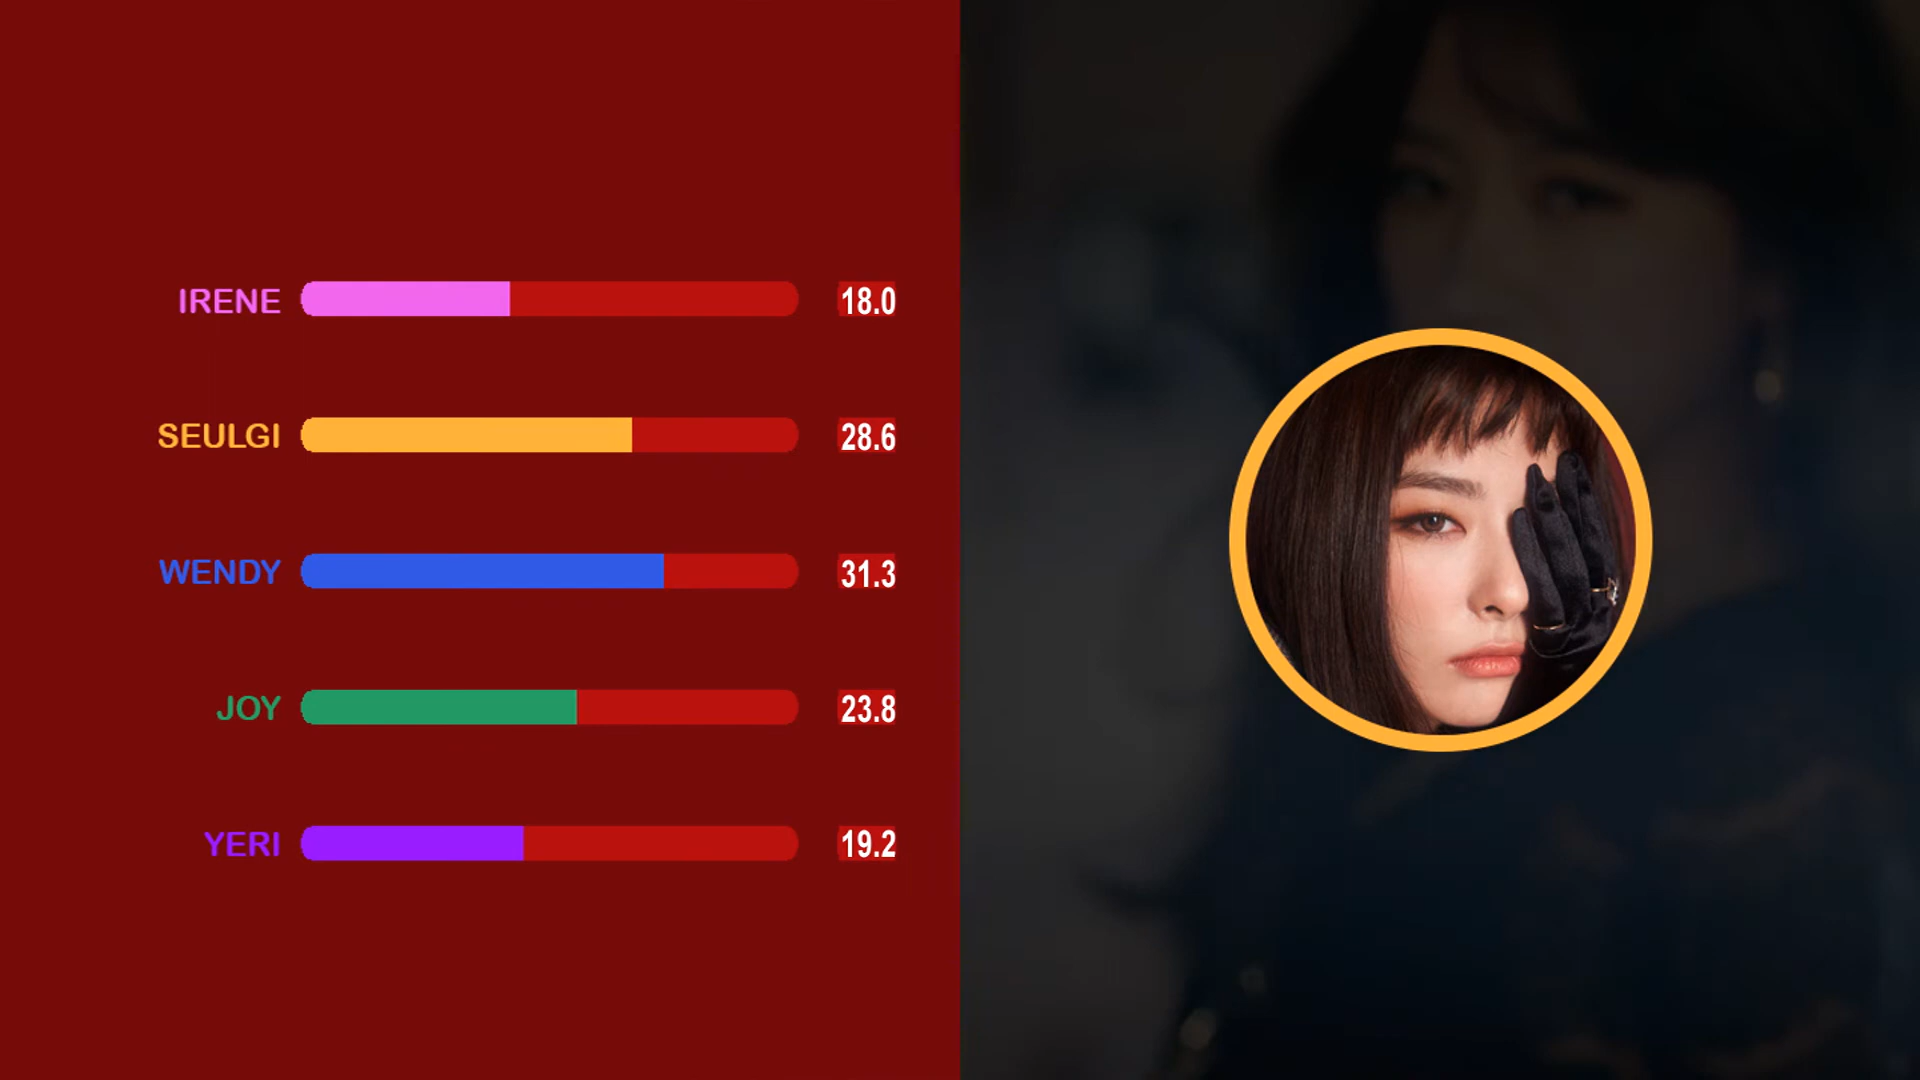 IRENE 18.0
SEULGI 28.6
WENDY 31.3
JOY 23.8
YERI 19.2